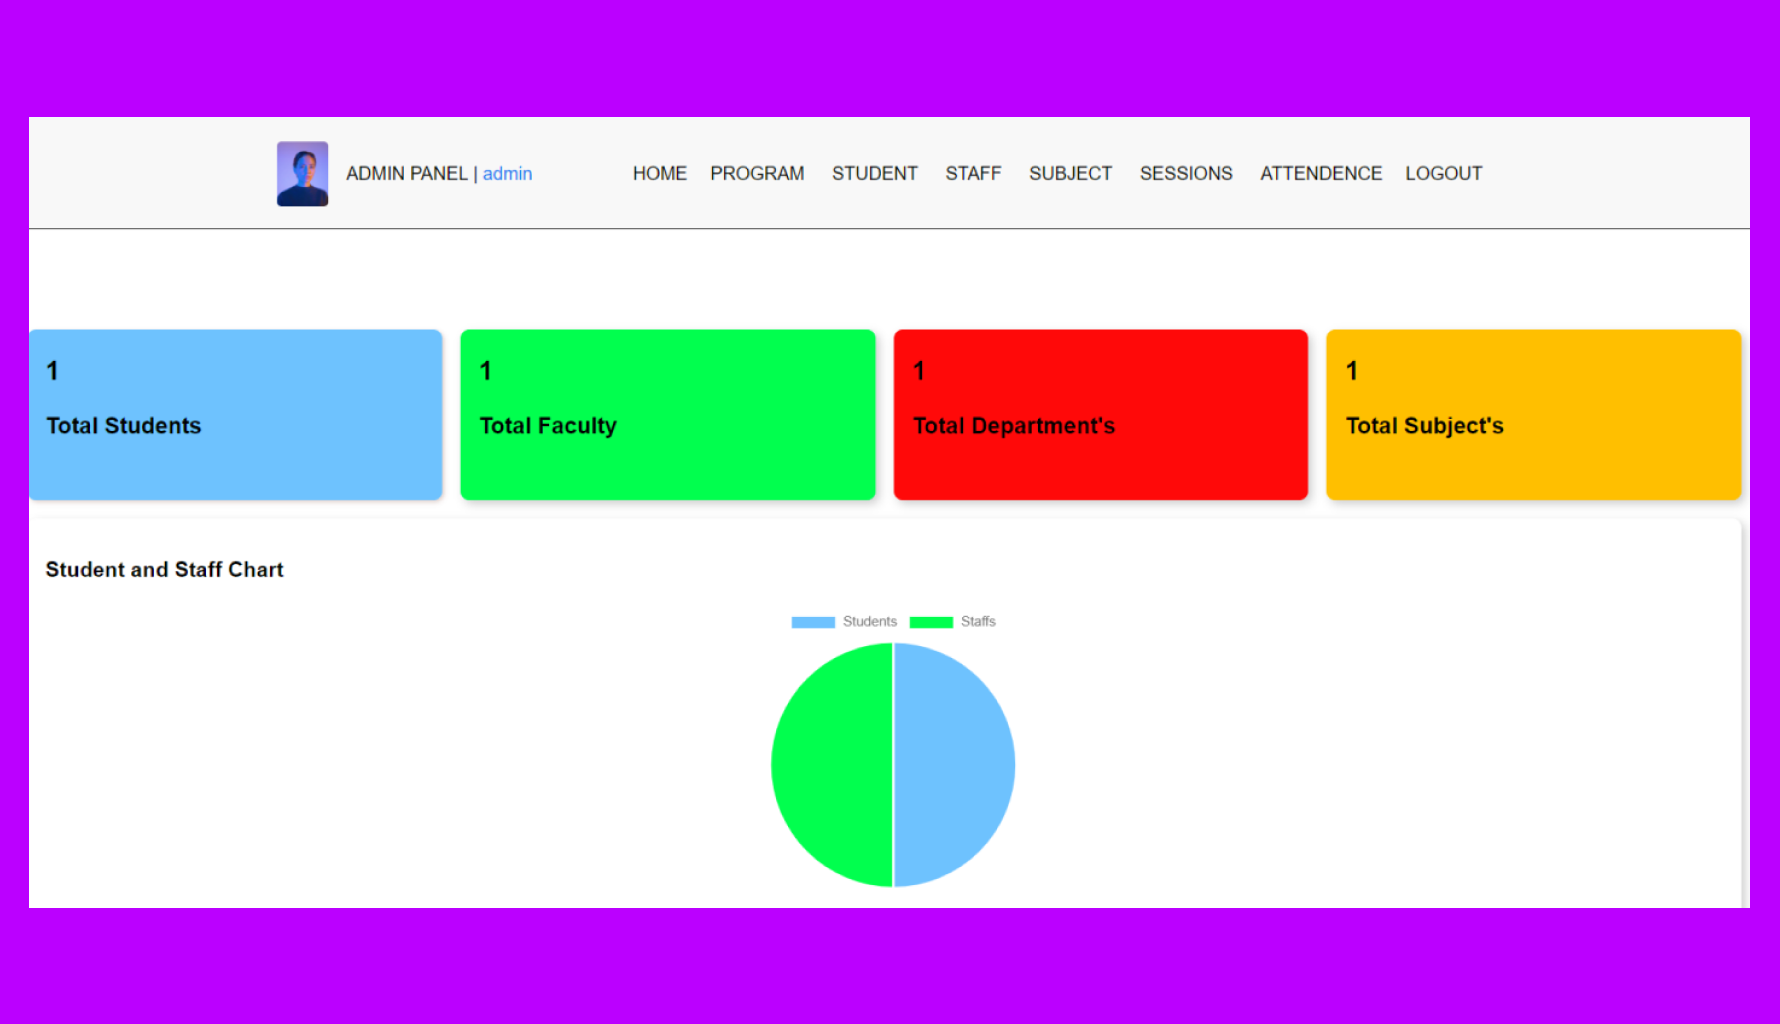 ADMIN PANEL | admin HOME PROGRAM STUDENT STAFF SUBJECT SESSIONS ATTENDENCE LOGOUT
1
Total Students
1
Total Faculty
1
Total Department's
1
Total Subject's
Student and Staff Chart
Students Staffs